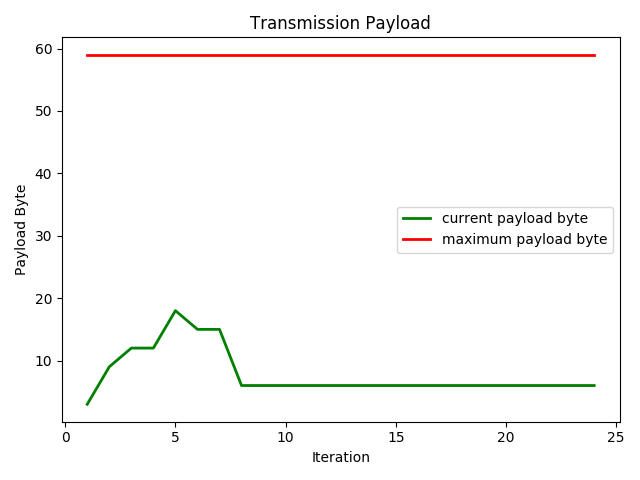 Transmission Payload
60
50
40
30
20
10
Payload Byte
current payload byte
maximum payload byte
0 5 10 15 20 25
Iteration